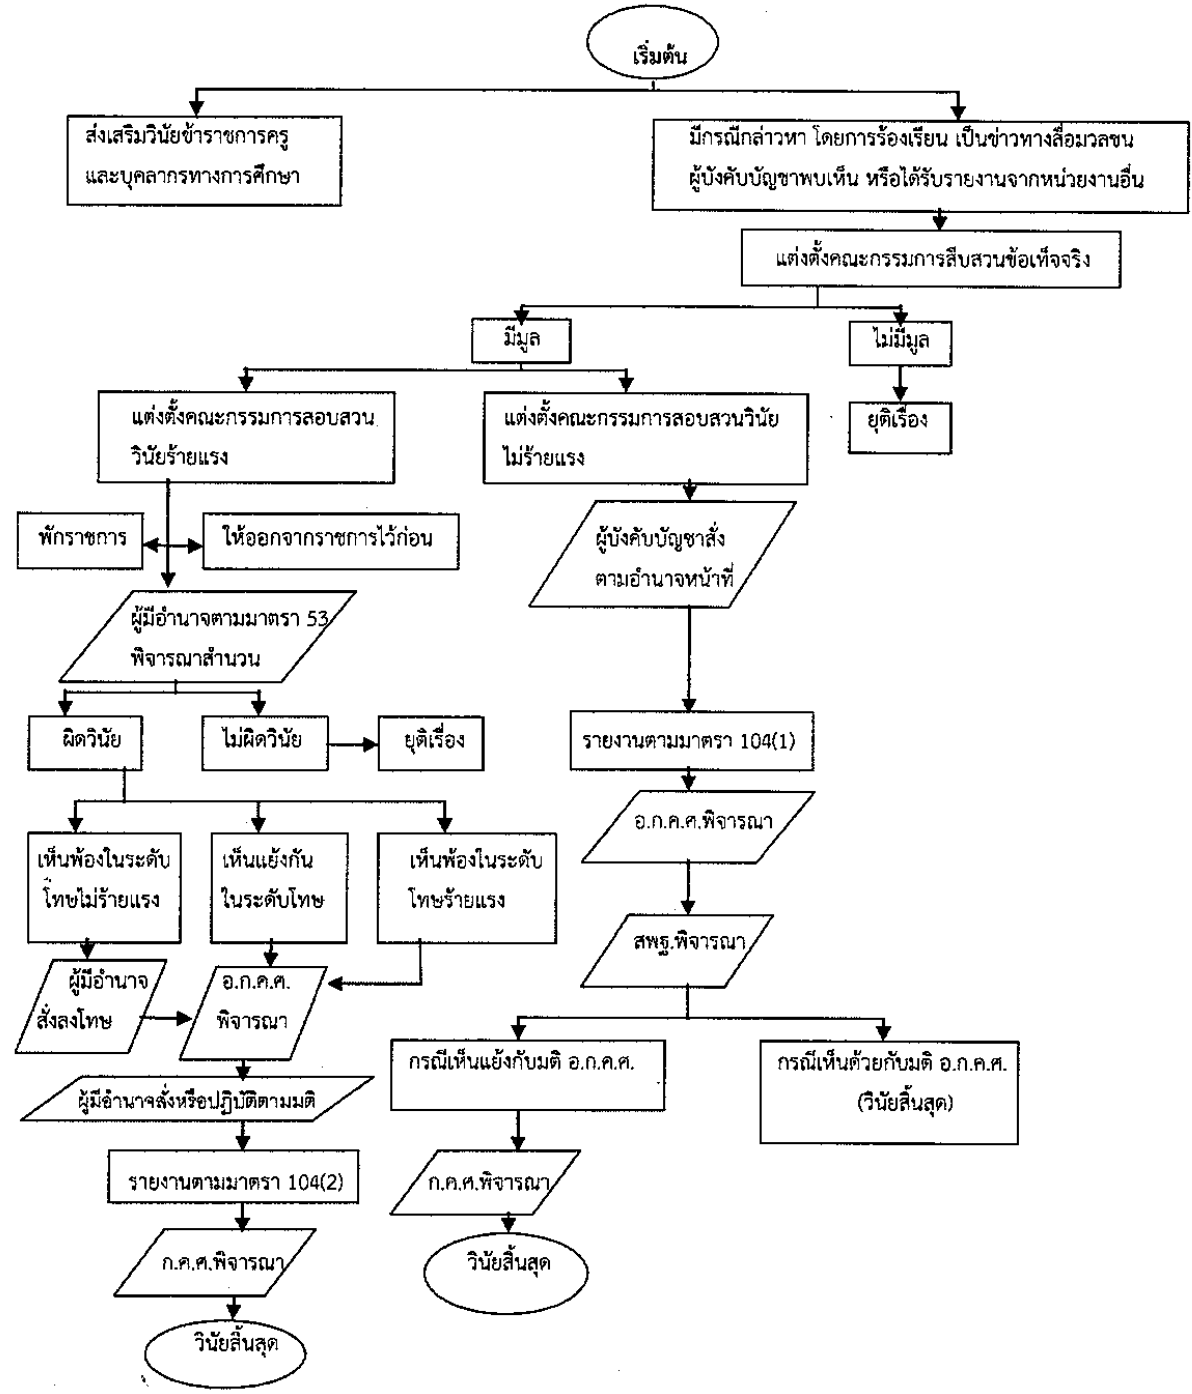 เริ่มต้น
ส่งเสริมวินัยข้าราชการครู
และบุคลากรทางการศึกษา
มีกรณีกล่าวหา โดยการร้องเรียน เป็นข่าวทางสื่อมวลชน
ผู้บังคับบัญชาพบเห็น หรือได้รับรายงานจากหน่วยงานอื่น
แต่งตั้งคณะกรรมการสืบสวนข้อเท็จจริง
มีมูล
ไม่มีมูล
ยุติเรื่อง
แต่งตั้งคณะกรรมการสอบสวน
วินัยร้ายแรง
แต่งตั้งคณะกรรมการสอบสวนวินัย
ไม่ร้ายแรง
พักราชการ
ให้ออกจากราชการไว้ก่อน
ผู้บังคับบัญชาสั่ง
ตามอำนาจหน้าที่
ผู้มีอำนาจตามมาตรา 53
พิจารณาสำนวน
ผิดวินัย
ไม่ผิดวินัย
ยุติเรื่อง
รายงานตามมาตรา 104(1)
อ.ก.ค.ศ.พิจารณา
เห็นพ้องในระดับ
โทษไม่ร้ายแรง
เห็นแย้งกัน
ในระดับโทษ
เห็นพ้องในระดับ
โทษร้ายแรง
สพฐ.พิจารณา
ผู้มีอำนาจ
สั่งลงโทษ
อ.ก.ค.ศ.
พิจารณา
กรณีเห็นแย้งกับมติ อ.ก.ค.ศ.
กรณีเห็นด้วยกับมติ อ.ก.ค.ศ.
(วินัยสิ้นสุด)
ผู้มีอำนาจสั่งหรือปฏิบัติตามมติ
รายงานตามมาตรา 104(2)
ก.ค.ศ.พิจารณา
ก.ค.ศ.พิจารณา
วินัยสิ้นสุด
วินัยสิ้นสุด